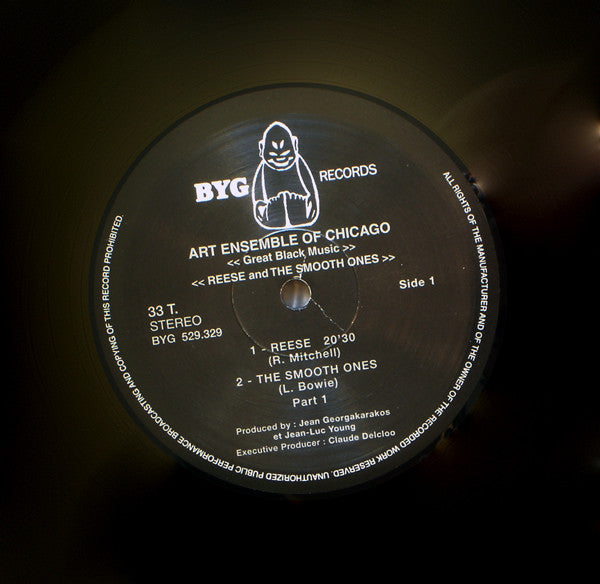 BYG RECORDS
ART ENSEMBLE OF CHICAGO
<< Great Black Music >>
<< REESE and THE SMOOTH ONES >>
Side 1
33 T.
STEREO
BYG 529.329
1 - REESE 20'30
(R. Mitchell)
2 - THE SMOOTH ONES
(L. Bowie)
Part 1
Produced by : Jean Georgakarakos
et Jean-Luc Young
Executive Producer : Claude Delcloo
ALL RIGHTS OF THE MANUFACTURER AND OF THE OWNER OF THE RECORDED WORK RESERVED. UNAUTHORIZED PUBLIC PERFORMANCE BROADCASTING AND COPYING OF THIS RECORD PROHIBITED.